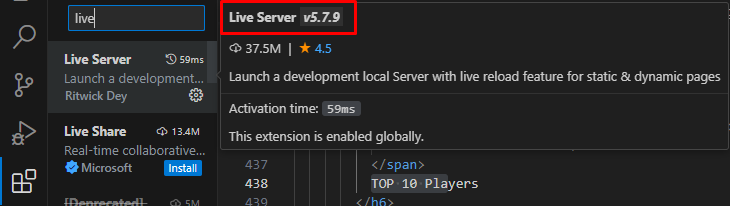 live
Live Server 59ms
Launch a development...
Ritwick Dey
Live Share 13.4M
Real-time collaborative...
Microsoft Install
[Deprecated] 5M
Live Server v5.7.9
37.5M | 4.5
Launch a development local Server with live reload feature for static & dynamic pages
Activation time: 59ms
This extension is enabled globally.
437 </span>
438 TOP 10 Players
439 </h6>